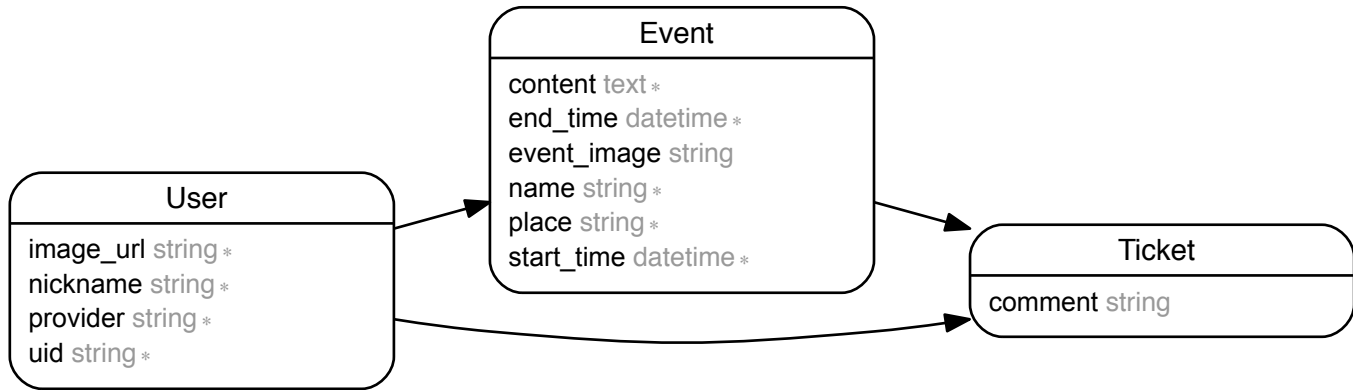 User
image_url string *
nickname string *
provider string *
uid string *
Event
content text *
end_time datetime *
event_image string
name string *
place string *
start_time datetime *
Ticket
comment string